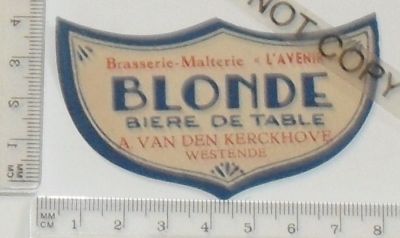 NOT COPY
Brasserie-Malterie « L'AVENIR
BLONDE
BIERE DE TABLE
A. VAN DEN KERCKHOVE
WESTENDE
MM
CM 1 2 3 4 5 6 7 8